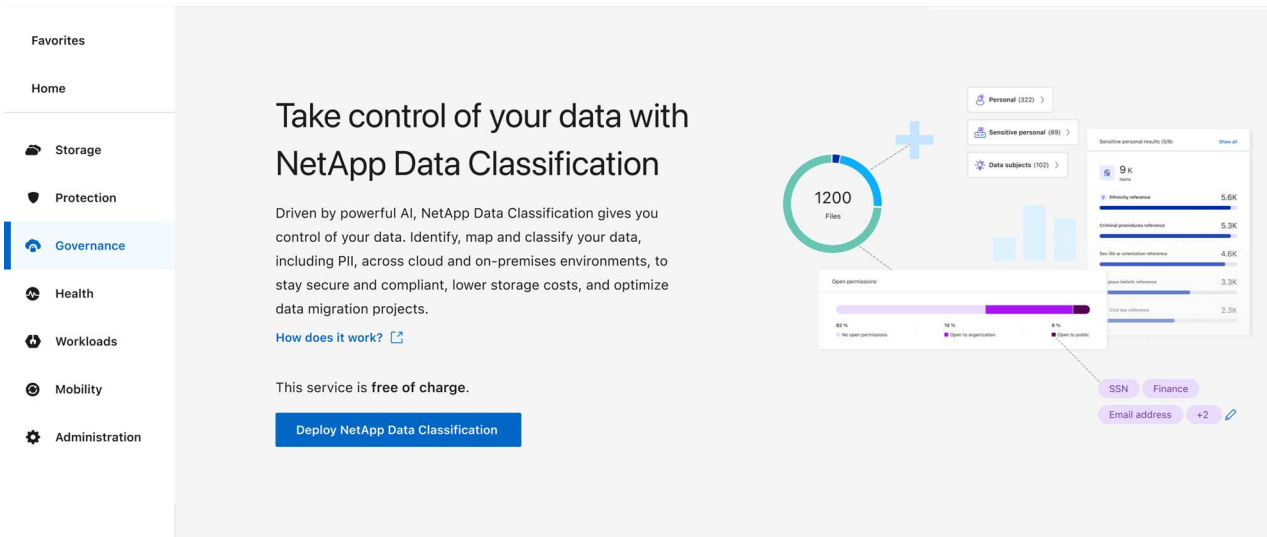 Favorites
Home
Storage
Protection
Governance
Health
Workloads
Mobility
Administration
Take control of your data with
NetApp Data Classification
Driven by powerful AI, NetApp Data Classification gives you
control of your data. Identify, map and classify your data,
including PII, across cloud and on-premises environments, to
stay secure and compliant, lower storage costs, and optimize
data migration projects.
How does it work?
This service is free of charge.
Deploy NetApp Data Classification
Personal (322)
Sensitive personal (89)
Data subjects (102)
1200
Files
Sensitive personal results (5/9) Show all
9 K
Items
Ethnicity reference 5.6K
Criminal procedures reference 5.3K
Sex life or orientation reference 4.6K
beliefs reference 3.3K
Civil law reference 2.3K
Open permissions
82 % 10 % 8 %
No open permissions Open to organization Open to public
SSN Finance
Email address +2